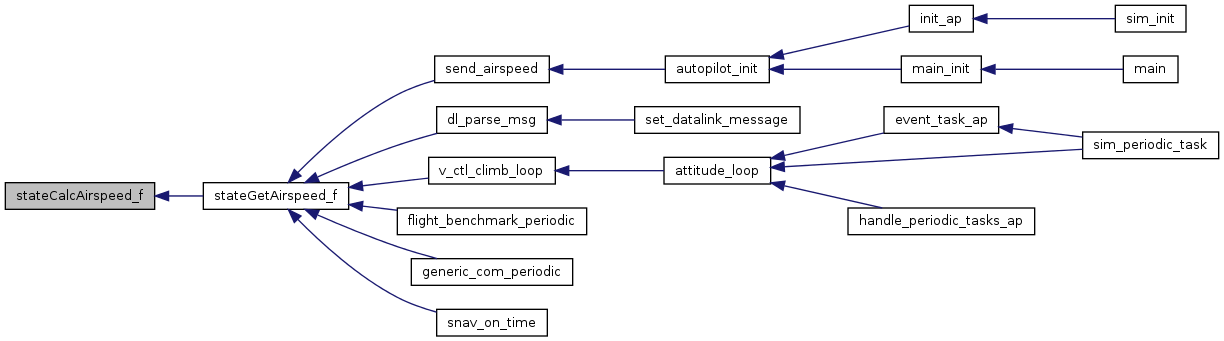 init_ap
sim_init
send_airspeed
autopilot_init
main_init
main
dl_parse_msg
set_datalink_message
event_task_ap
sim_periodic_task
v_ctl_climb_loop
attitude_loop
stateCalcAirspeed_f
stateGetAirspeed_f
flight_benchmark_periodic
handle_periodic_tasks_ap
generic_com_periodic
snav_on_time